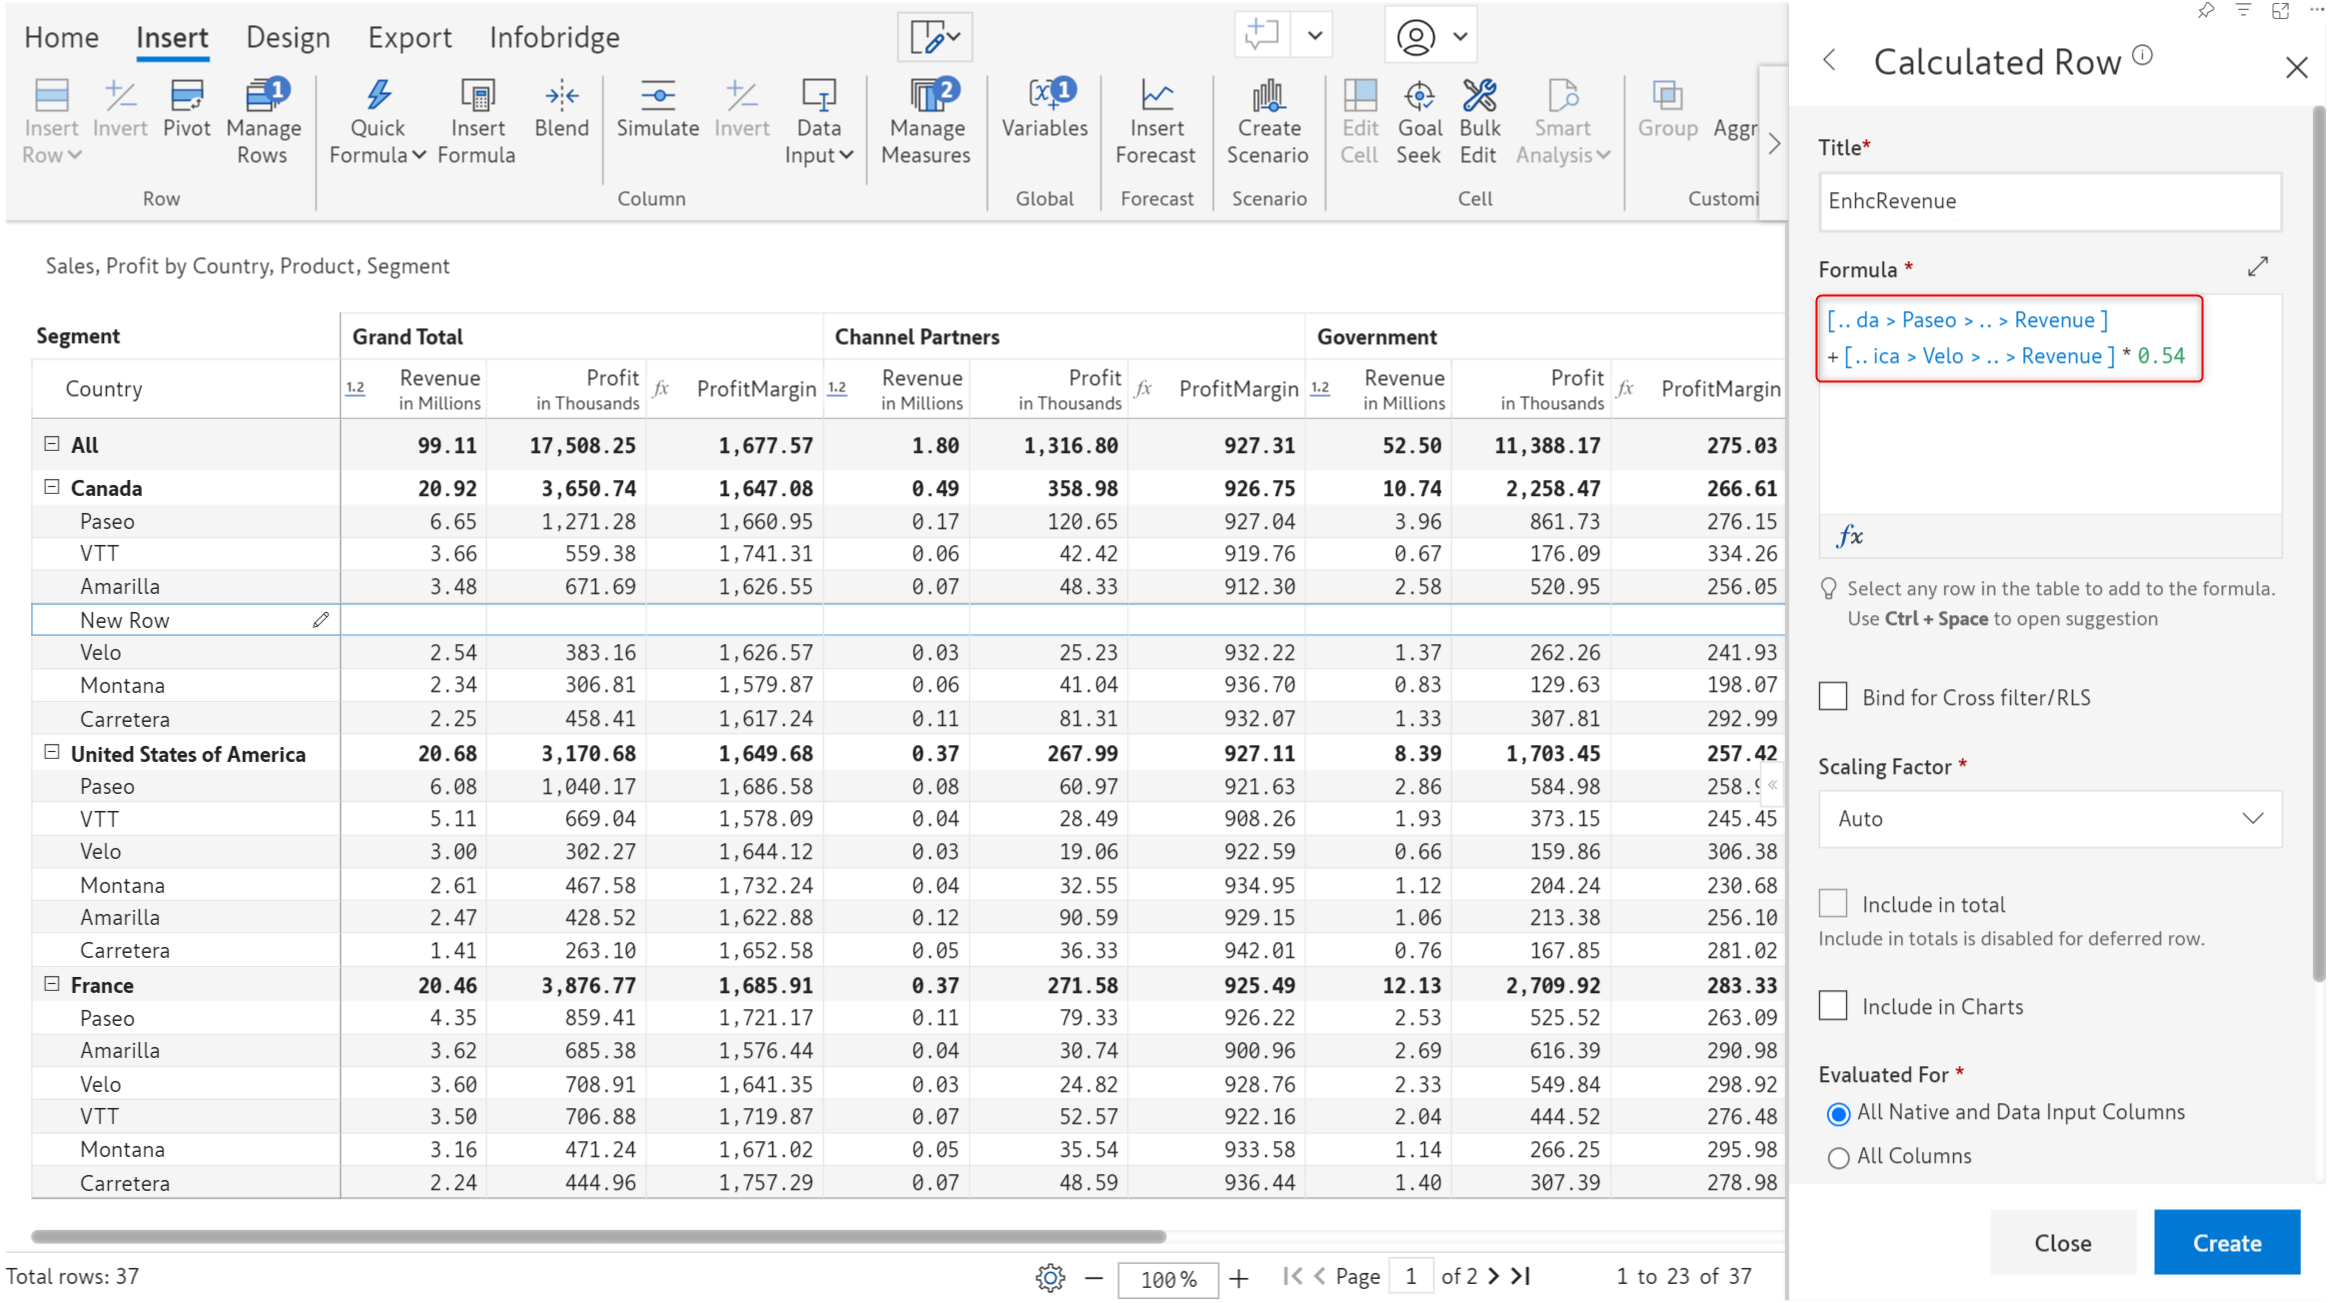 Home Insert Design Export Infobridge
Insert Row Invert Pivot Manage Rows 1 Quick Formula Insert Formula Blend Simulate Invert Data Input Manage Measures 2 Variables 1 Insert Forecast Create Scenario Edit Cell Goal Seek Bulk Edit Smart Analysis Group Aggr
Row Column Global Forecast Scenario Cell Customi
Sales, Profit by Country, Product, Segment
Segment Grand Total Channel Partners Government
Country 1.2 Revenue in Millions Profit in Thousands fx ProfitMargin 1.2 Revenue in Millions Profit in Thousands fx ProfitMargin 1.2 Revenue in Millions Profit in Thousands fx ProfitMargin
All 99.11 17,508.25 1,677.57 1.80 1,316.80 927.31 52.50 11,388.17 275.03
Canada 20.92 3,650.74 1,647.08 0.49 358.98 926.75 10.74 2,258.47 266.61
Paseo 6.65 1,271.28 1,660.95 0.17 120.65 927.04 3.96 861.73 276.15
VTT 3.66 559.38 1,741.31 0.06 42.42 919.76 0.67 176.09 334.26
Amarilla 3.48 671.69 1,626.55 0.07 48.33 912.30 2.58 520.95 256.05
New Row
Velo 2.54 383.16 1,626.57 0.03 25.23 932.22 1.37 262.26 241.93
Montana 2.34 306.81 1,579.87 0.06 41.04 936.70 0.83 129.63 198.07
Carretera 2.25 458.41 1,617.24 0.11 81.31 932.07 1.33 307.81 292.99
United States of America 20.68 3,170.68 1,649.68 0.37 267.99 927.11 8.39 1,703.45 257.42
Paseo 6.08 1,040.17 1,686.58 0.08 60.97 921.63 2.86 584.98 258.
VTT 5.11 669.04 1,578.09 0.04 28.49 908.26 1.93 373.15 245.45
Velo 3.00 302.27 1,644.12 0.03 19.06 922.59 0.66 159.86 306.38
Montana 2.61 467.58 1,732.24 0.04 32.55 934.95 1.12 204.24 230.68
Amarilla 2.47 428.52 1,622.88 0.12 90.59 929.15 1.06 213.38 256.10
Carretera 1.41 263.10 1,652.58 0.05 36.33 942.01 0.76 167.85 281.02
France 20.46 3,876.77 1,685.91 0.37 271.58 925.49 12.13 2,709.92 283.33
Paseo 4.35 859.41 1,721.17 0.11 79.33 926.22 2.53 525.52 263.09
Amarilla 3.62 685.38 1,576.44 0.04 30.74 900.96 2.69 616.39 290.98
Velo 3.60 708.91 1,641.35 0.03 24.82 928.76 2.33 549.84 298.92
VTT 3.50 706.88 1,719.87 0.07 52.57 922.16 2.04 444.52 276.48
Montana 3.16 471.24 1,671.02 0.05 35.54 933.58 1.14 266.25 295.98
Carretera 2.24 444.96 1,757.29 0.07 48.59 936.44 1.40 307.39 278.98
Total rows: 37 100% Page 1 of 2 1 to 23 of 37
Calculated Row
Title*
EnhcRevenue
Formula *
[.. da > Paseo > .. > Revenue ]
+ [.. ica > Velo > .. > Revenue ] * 0.54
fx
Select any row in the table to add to the formula.
Use Ctrl + Space to open suggestion
Bind for Cross filter/RLS
Scaling Factor *
Auto
Include in total
Include in totals is disabled for deferred row.
Include in Charts
Evaluated For *
All Native and Data Input Columns
All Columns
Close Create